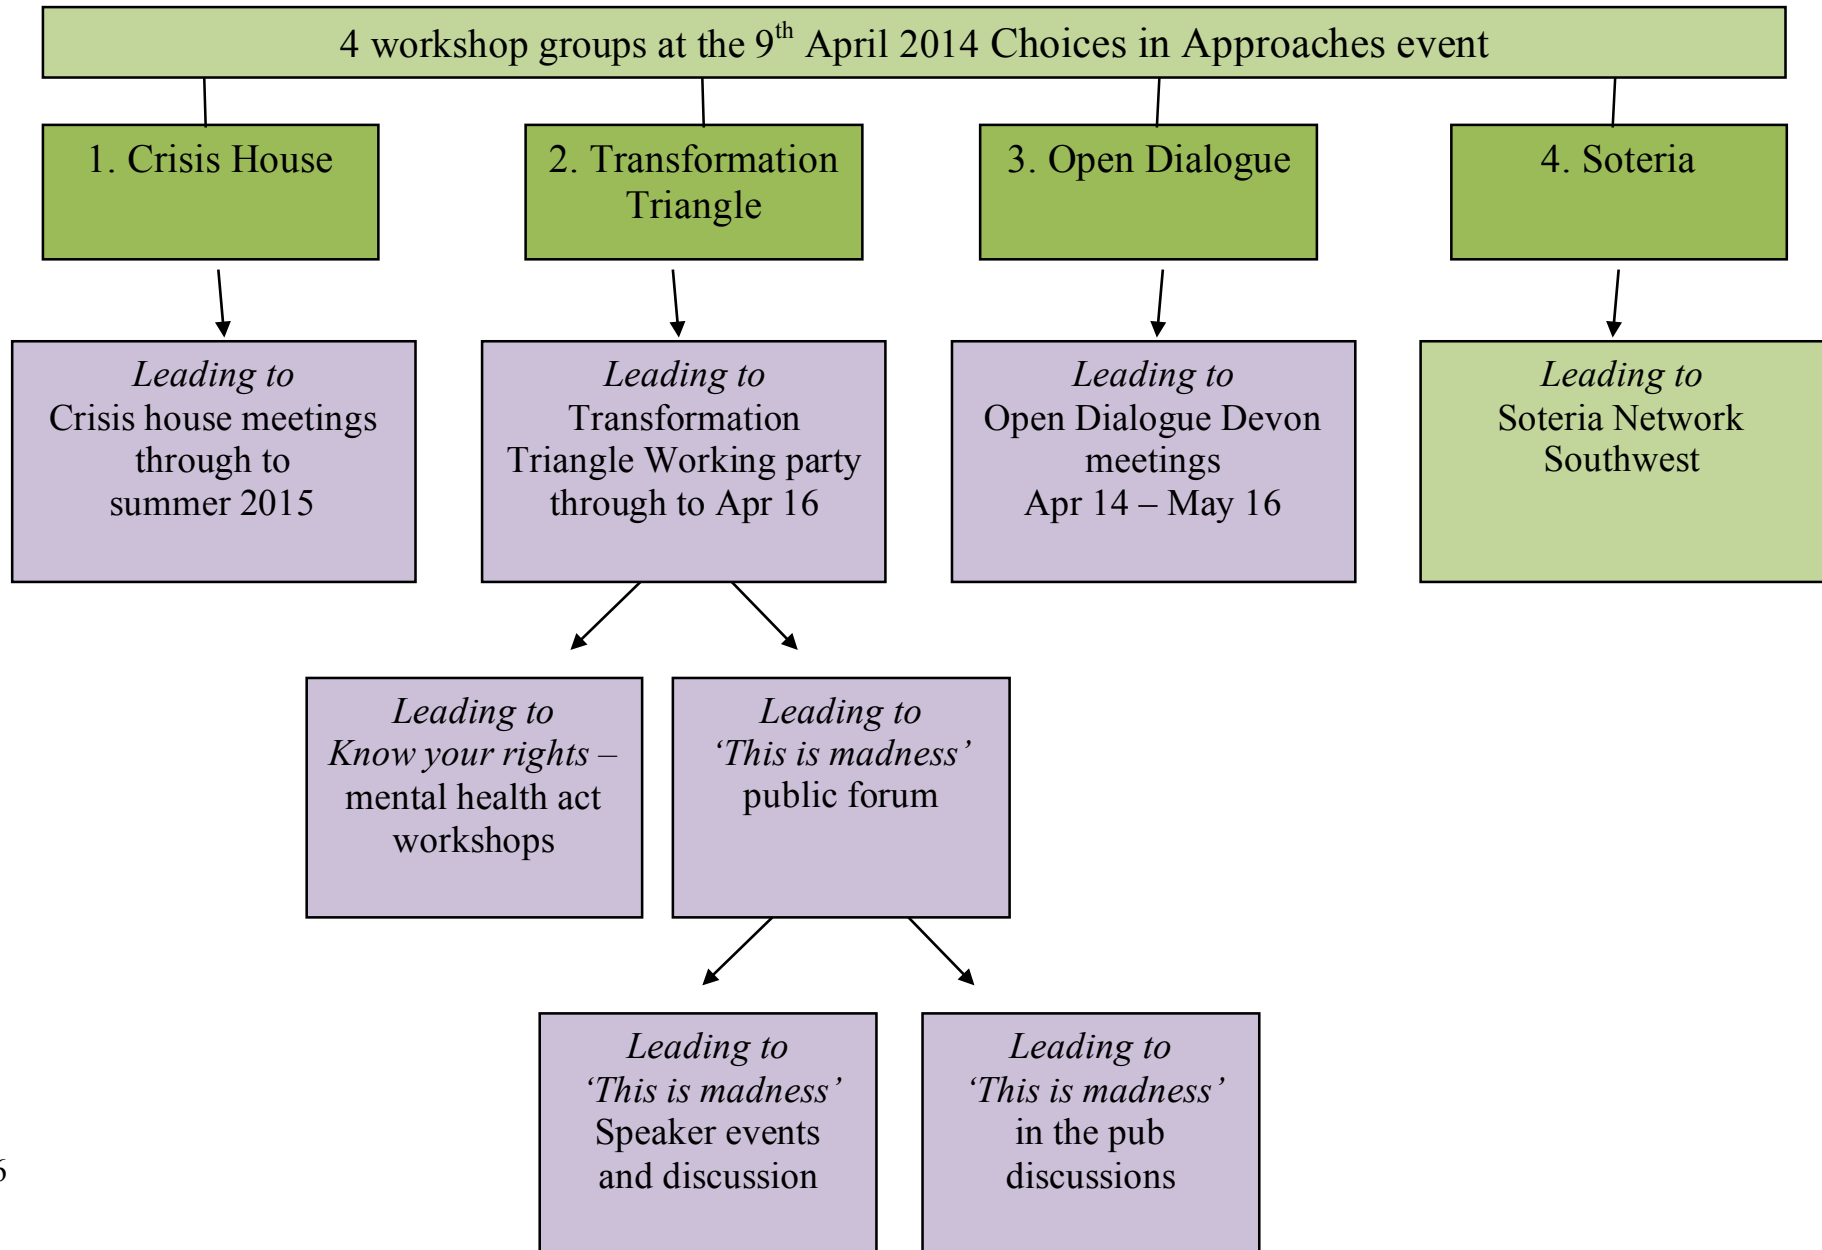 4 workshop groups at the 9th April 2014 Choices in Approaches event
1. Crisis House
2. Transformation
Triangle
3. Open Dialogue
4. Soteria
Leading to
Crisis house meetings
through to
summer 2015
Leading to
Transformation
Triangle Working party
through to Apr 16
Leading to
Open Dialogue Devon
meetings
Apr 14 – May 16
Leading to
Soteria Network
Southwest
Leading to
Know your rights –
mental health act
workshops
Leading to
‘This is madness’
public forum
Leading to
‘This is madness’
Speaker events
and discussion
Leading to
‘This is madness’
in the pub
discussions